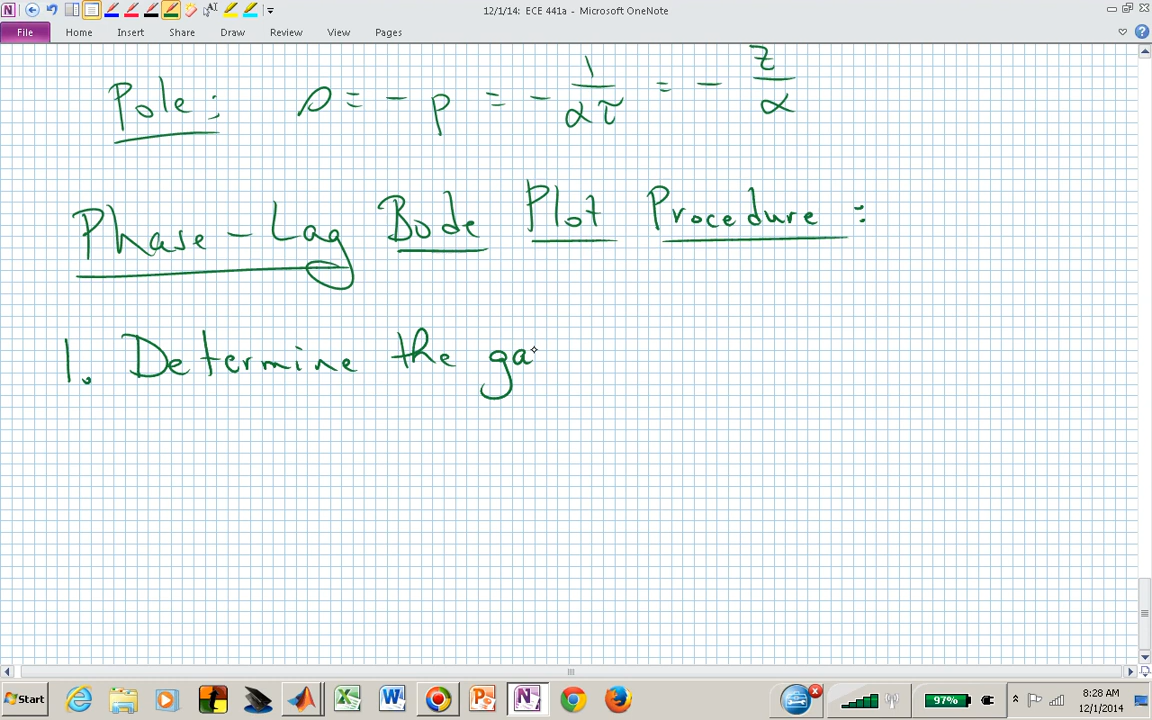 12/1/14: ECE 441a - Microsoft OneNote
File Home Insert Share Draw Review View Pages
Pole: s = - p = - 1/ατ = - z/α
Phase-Lag Bode Plot Procedure:
1. Determine the ga
Start
97%
8:28 AM
12/1/2014